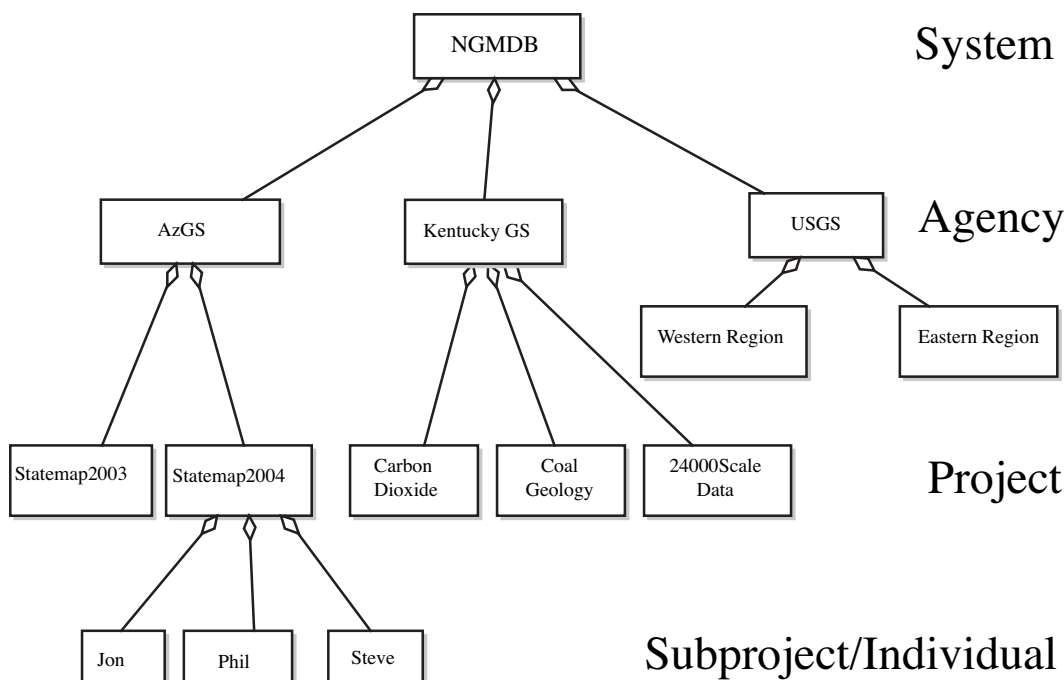 NGMDB
System
AzGS
Kentucky GS
USGS
Agency
Western Region
Eastern Region
Statemap2003
Statemap2004
Carbon
Dioxide
Coal
Geology
24000Scale
Data
Project
Jon
Phil
Steve
Subproject/Individual